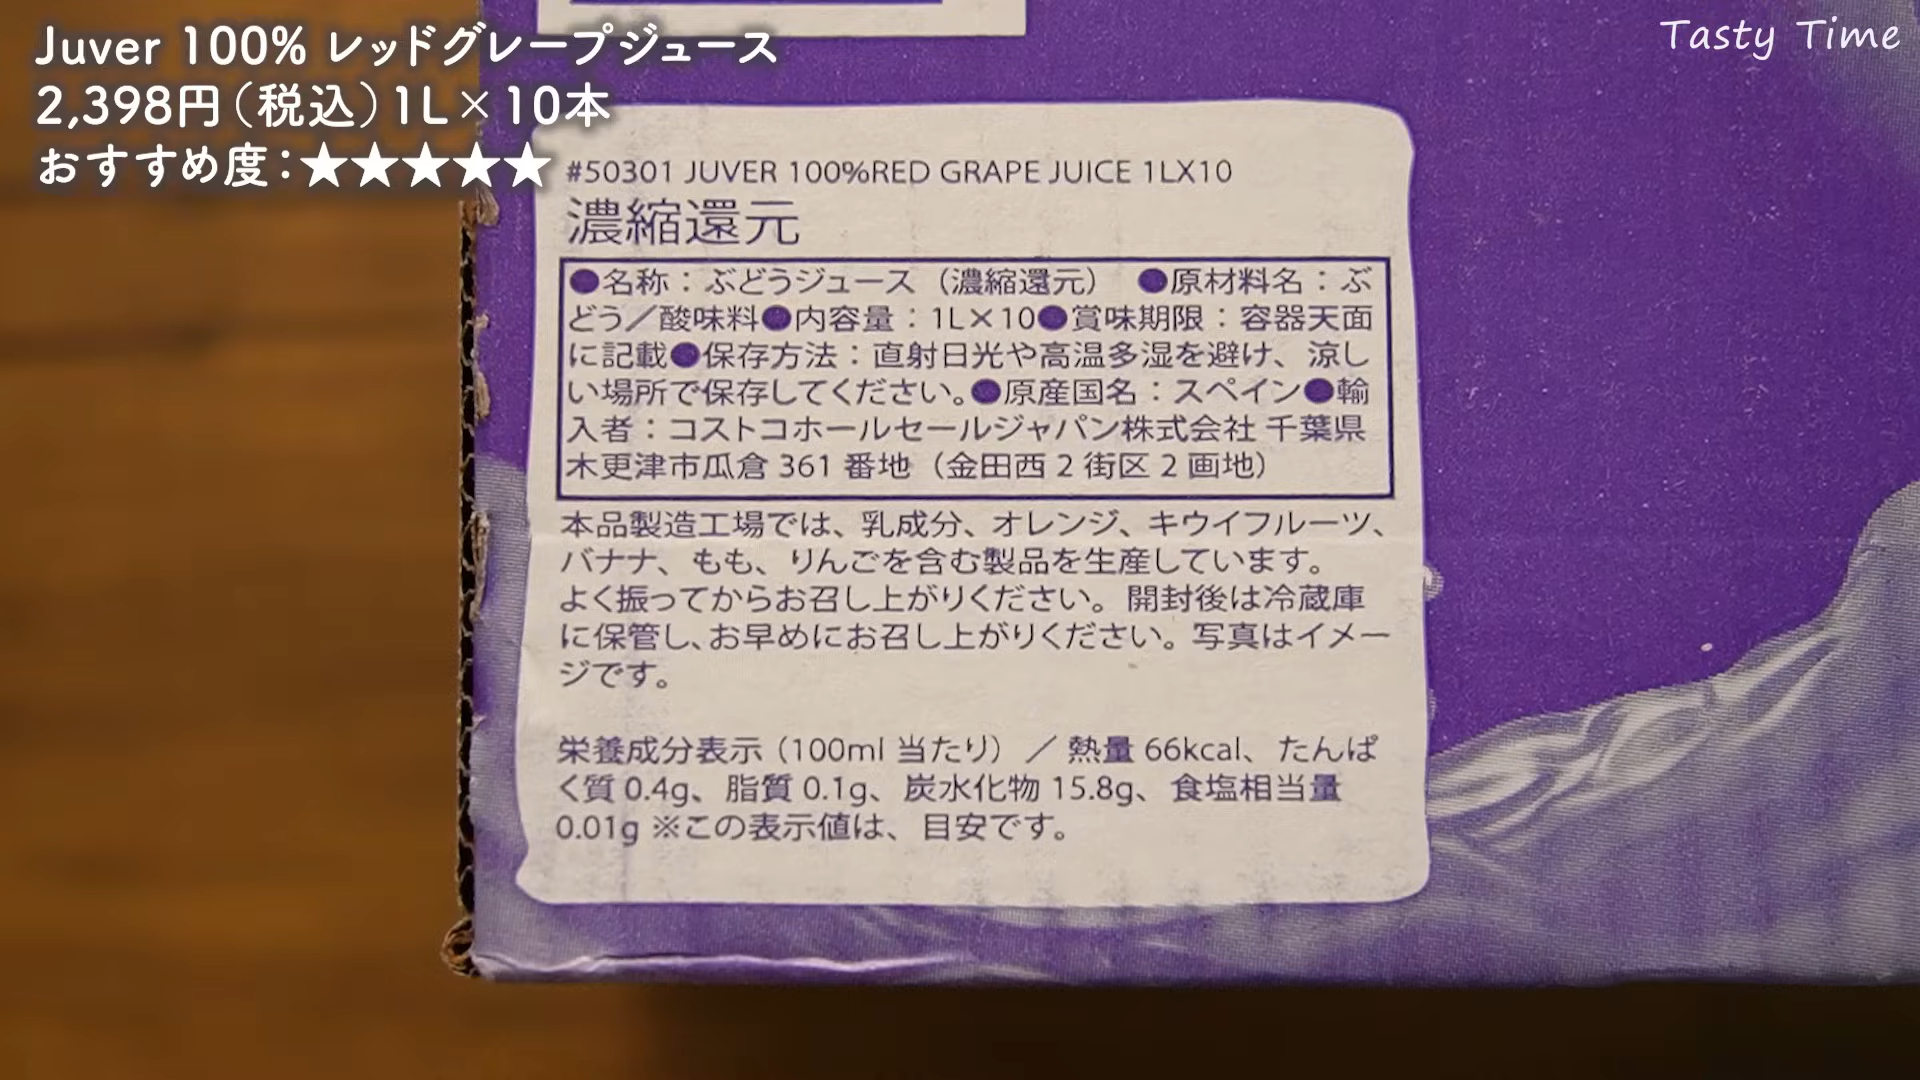 Juver 100% レッドグレープジュース
2,398円（税込）1L×10本
おすすめ度：★★★★★
Tasty Time
#50301 JUVER 100%RED GRAPE JUICE 1LX10
濃縮還元
●名称：ぶどうジュース（濃縮還元） ●原材料名：ぶ
どう／酸味料●内容量：1L×10●賞味期限：容器天面
に記載●保存方法：直射日光や高温多湿を避け、涼し
い場所で保存してください。●原産国名：スペイン●輸
入者：コストコホールセールジャパン株式会社 千葉県
木更津市瓜倉 361 番地（金田西 2 街区 2 画地）
本品製造工場では、乳成分、オレンジ、キウイフルーツ、
バナナ、もも、りんごを含む製品を生産しています。
よく振ってからお召し上がりください。開封後は冷蔵庫
に保管し、お早めにお召し上がりください。写真はイメー
ジです。
栄養成分表示（100ml 当たり）／ 熱量 66kcal、たんぱ
く質 0.4g、脂質 0.1g、炭水化物 15.8g、食塩相当量
0.01g ※この表示値は、目安です。